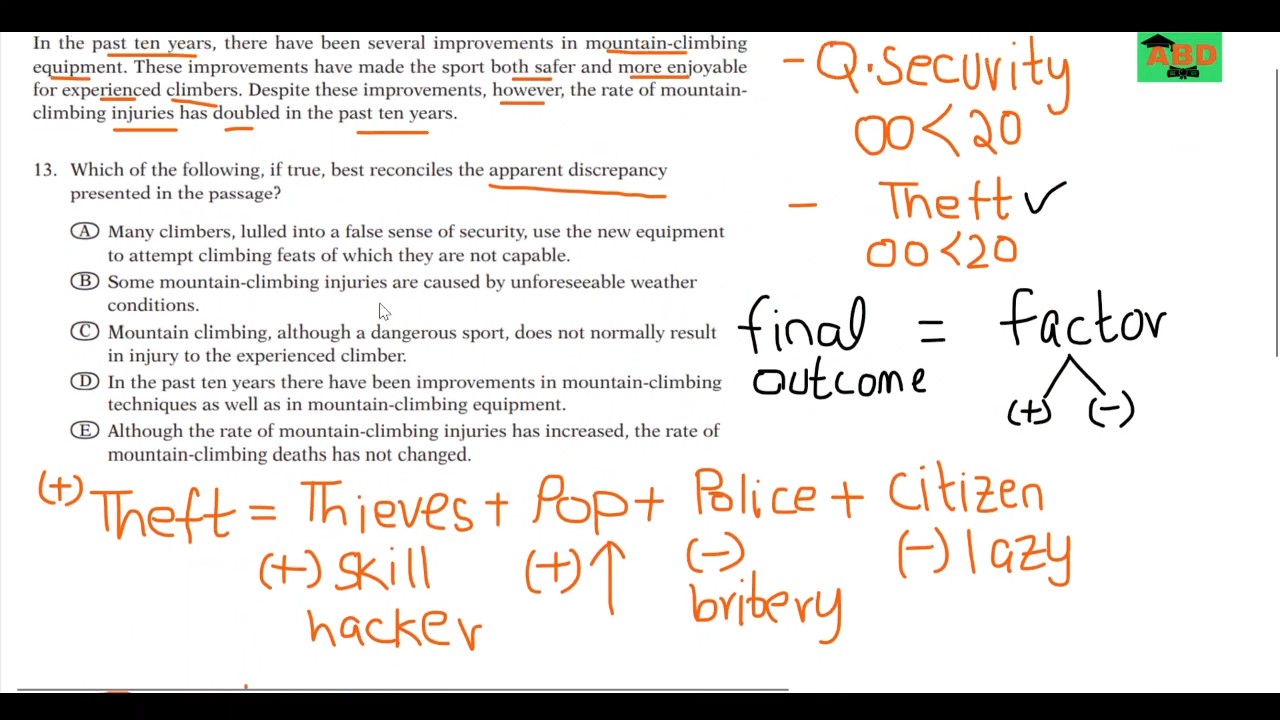 In the past ten years, there have been several improvements in mountain-climbing
equipment. These improvements have made the sport both safer and more enjoyable
for experienced climbers. Despite these improvements, however, the rate of mountain-
climbing injuries has doubled in the past ten years.
13. Which of the following, if true, best reconciles the apparent discrepancy
presented in the passage?
A Many climbers, lulled into a false sense of security, use the new equipment
to attempt climbing feats of which they are not capable.
B Some mountain-climbing injuries are caused by unforeseeable weather
conditions.
C Mountain climbing, although a dangerous sport, does not normally result
in injury to the experienced climber.
D In the past ten years there have been improvements in mountain-climbing
techniques as well as in mountain-climbing equipment.
E Although the rate of mountain-climbing injuries has increased, the rate of
mountain-climbing deaths has not changed.
- Q.Security
00<20
- Theft ✓
00<20
final = factor
outcome
(+) (-)
ABD
(+) Theft = Thieves + Pop + Police + Citizen
(+) skill (+) ↑ (-) (-) lazy
hacker bribery